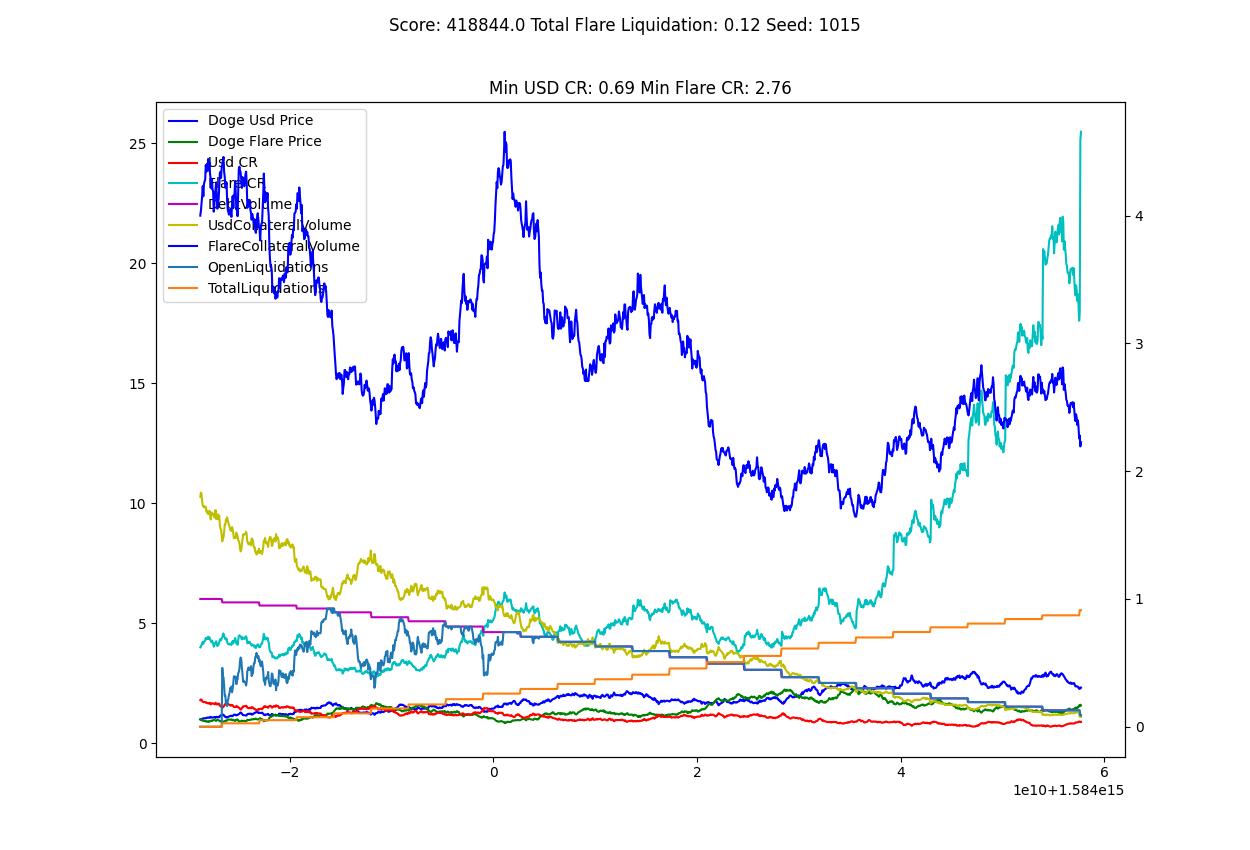 Score: 418844.0 Total Flare Liquidation: 0.12 Seed: 1015
Min USD CR: 0.69 Min Flare CR: 2.76
Doge Usd Price
Doge Flare Price
Usd CR
Flare CR
DebtVolume
UsdCollateralVolume
FlareCollateralVolume
OpenLiquidations
TotalLiquidations
25
20
15
10
5
0
4
3
2
1
0
−2 0 2 4 6
1e10+1.584e15